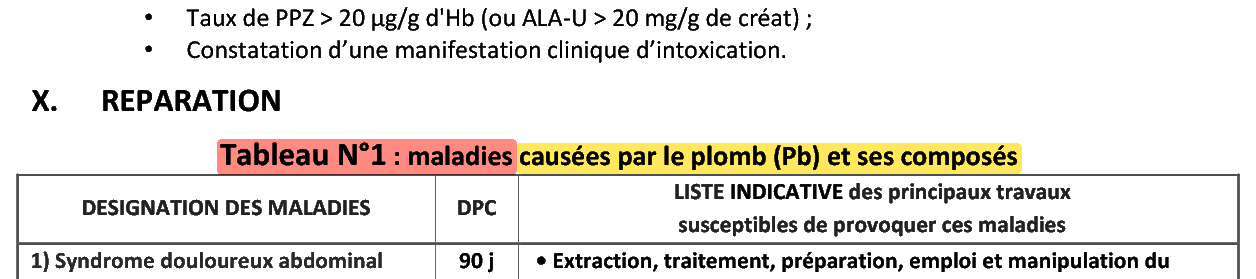 • Taux de PPZ > 20 µg/g d'Hb (ou ALA-U > 20 mg/g de créat) ;
• Constatation d’une manifestation clinique d’intoxication.
X. REPARATION
Tableau N°1 : maladies causées par le plomb (Pb) et ses composés
DESIGNATION DES MALADIES
DPC
LISTE INDICATIVE des principaux travaux
susceptibles de provoquer ces maladies
1) Syndrome douloureux abdominal
90 j
• Extraction, traitement, préparation, emploi et manipulation du